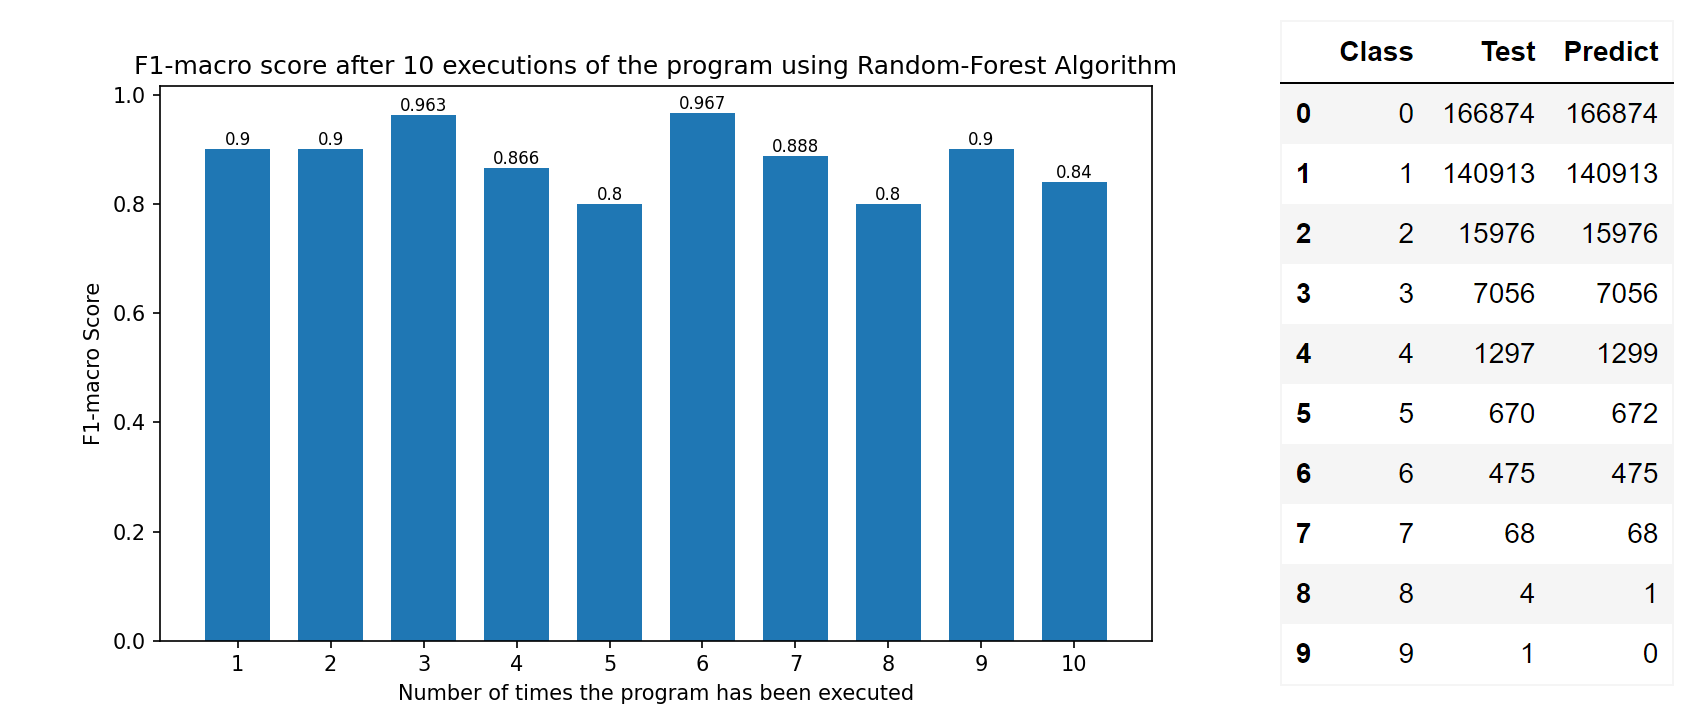 F1-macro score after 10 executions of the program using Random-Forest Algorithm
1.0
0.8
0.6
0.4
0.2
0.0
F1-macro Score
0.9 0.9 0.963 0.866 0.8 0.967 0.888 0.8 0.9 0.84
1 2 3 4 5 6 7 8 9 10
Number of times the program has been executed
Class Test Predict
0 0 166874 166874
1 1 140913 140913
2 2 15976 15976
3 3 7056 7056
4 4 1297 1299
5 5 670 672
6 6 475 475
7 7 68 68
8 8 4 1
9 9 1 0